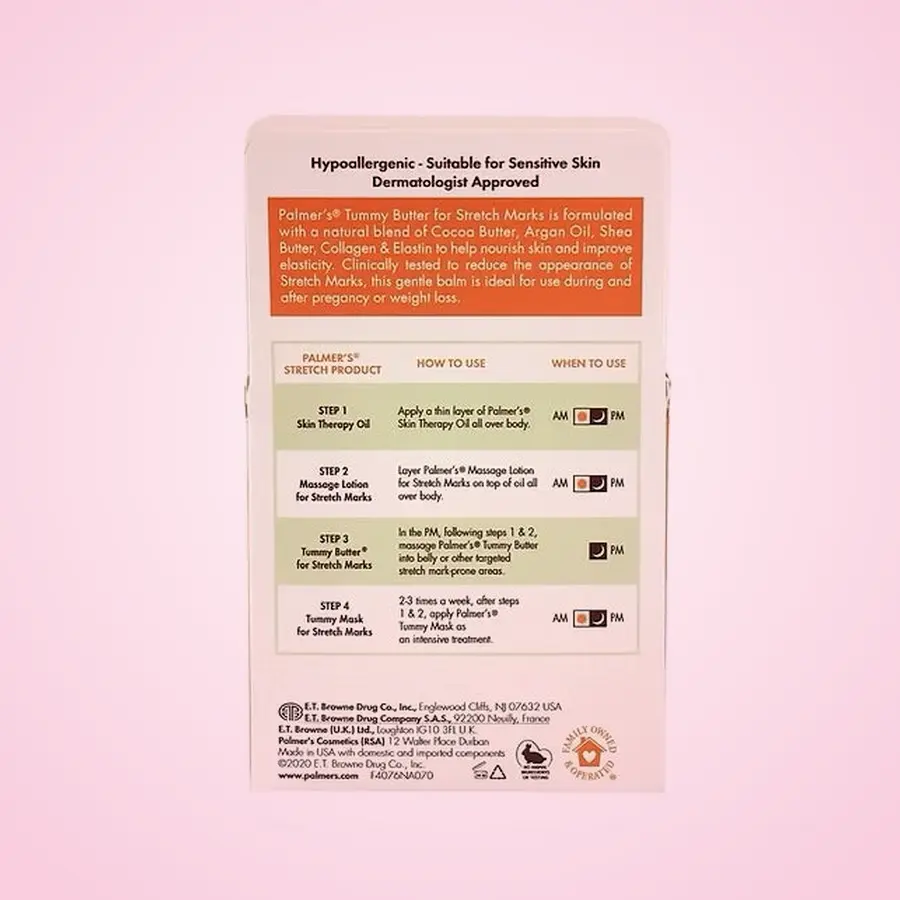 Hypoallergenic - Suitable for Sensitive Skin
Dermatologist Approved
Palmer's® Tummy Butter for Stretch Marks is formulated
with a natural blend of Cocoa Butter, Argan Oil, Shea
Butter, Collagen & Elastin to help nourish skin and improve
elasticity. Clinically tested to reduce the appearance of
Stretch Marks, this gentle balm is ideal for use during and
after pregancy or weight loss.
PALMER'S®
STRETCH PRODUCT
HOW TO USE
WHEN TO USE
STEP 1
Skin Therapy Oil
Apply a thin layer of Palmer's®
Skin Therapy Oil all over body.
AM PM
STEP 2
Massage Lotion
for Stretch Marks
Layer Palmer's® Massage Lotion
for Stretch Marks on top of oil all
over body.
AM PM
STEP 3
Tummy Butter®
for Stretch Marks
In the PM, following steps 1 & 2,
massage Palmer's® Tummy Butter
into belly or other targeted
stretch mark-prone areas.
PM
STEP 4
Tummy Mask
for Stretch Marks
2-3 times a week, after steps
1 & 2, apply Palmer's®
Tummy Mask as
an intensive treatment.
AM PM
E.T. Browne Drug Co., Inc., Englewood Cliffs, NJ 07632 USA
E.T. Browne Drug Company S.A.S., 92200 Neuilly, France
E.T. Browne (U.K.) Ltd., Loughton IG10 3FL U.K.
Palmer's Cosmetics (RSA) 12 Walter Place Durban
Made in USA with domestic and imported components
©2020 E.T. Browne Drug Co., Inc.
www.palmers.com F4076NA070
NO ANIMAL
INGREDIENTS
OR TESTING
FAMILY OWNED
& OPERATED®